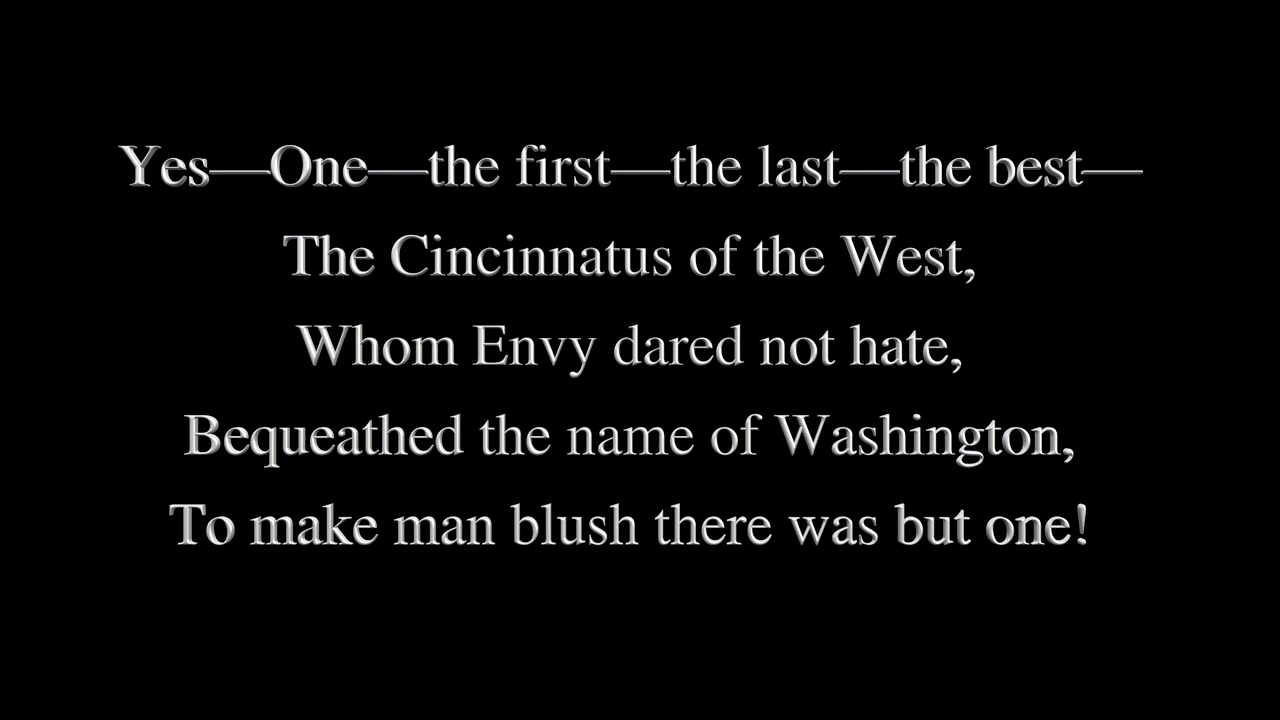 Yes—One—the first—the last—the best—
The Cincinnatus of the West,
Whom Envy dared not hate,
Bequeathed the name of Washington,
To make man blush there was but one!